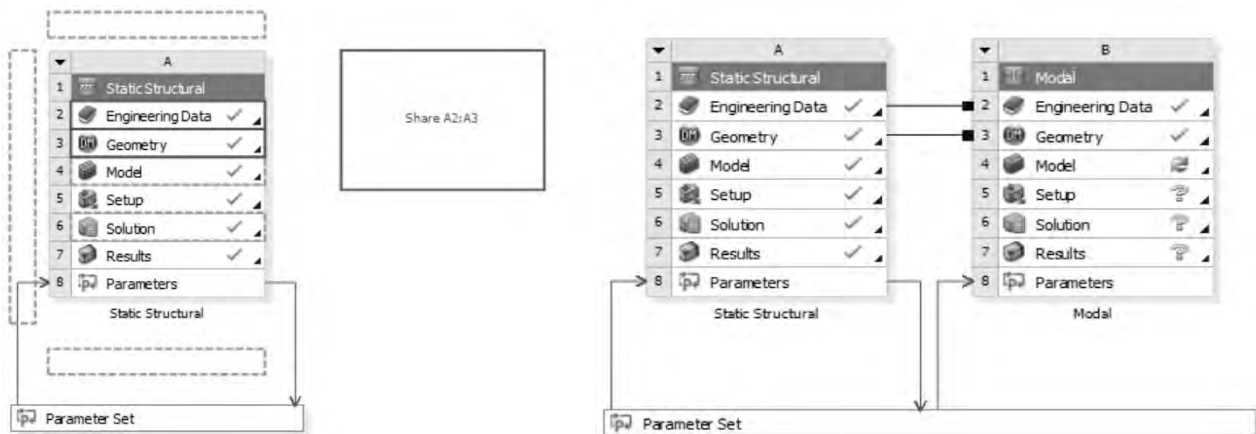 A
1 Static Structural
2 Engineering Data
3 Geometry
4 Model
5 Setup
6 Solution
7 Results
8 Parameters
Static Structural
Parameter Set
Share A2:A3
A
1 Static Structural
2 Engineering Data
3 Geometry
4 Model
5 Setup
6 Solution
7 Results
8 Parameters
Static Structural
B
1 Modal
2 Engineering Data
3 Geometry
4 Model
5 Setup
6 Solution
7 Results
8 Parameters
Modal
Parameter Set